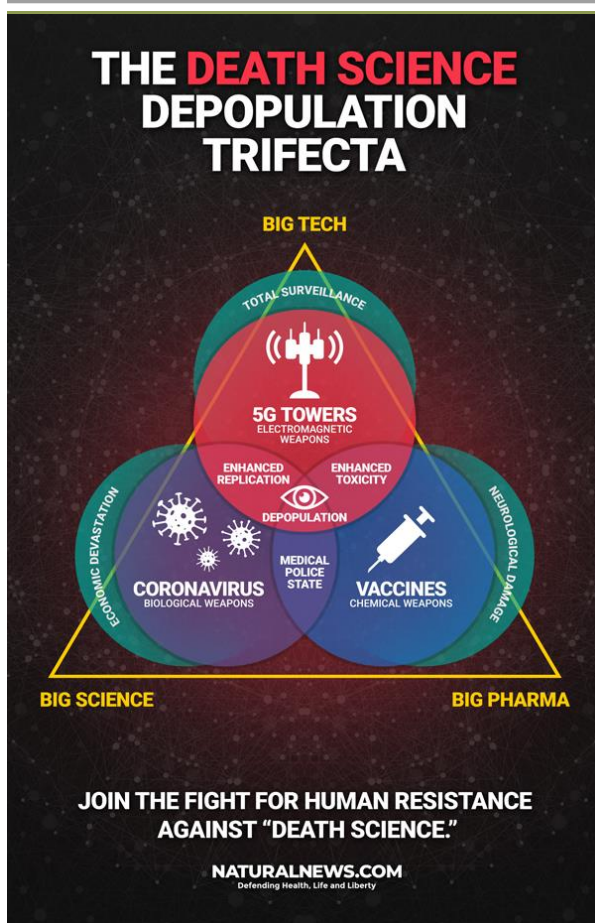 THE DEATH SCIENCE
DEPOPULATION
TRIFECTA
BIG TECH
TOTAL SURVEILLANCE
5G TOWERS
ELECTROMAGNETIC
WEAPONS
ENHANCED
REPLICATION
ENHANCED
TOXICITY
DEPOPULATION
ECONOMIC DEVASTATION
NEUROLOGICAL DAMAGE
MEDICAL
POLICE
STATE
CORONAVIRUS
BIOLOGICAL WEAPONS
VACCINES
CHEMICAL WEAPONS
BIG SCIENCE
BIG PHARMA
JOIN THE FIGHT FOR HUMAN RESISTANCE
AGAINST “DEATH SCIENCE.”
NATURALNEWS.COM
Defending Health, Life and Liberty